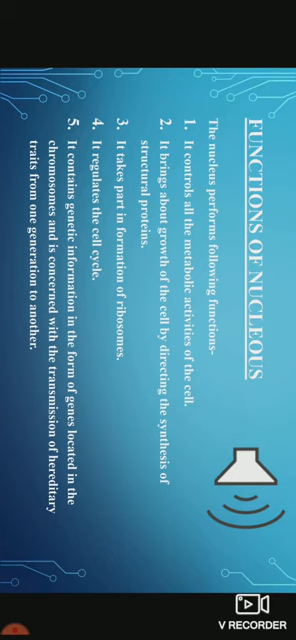 FUNCTIONS OF NUCLEOUS
The nucleus performs following functions-
1. It controls all the metabolic activities of the cell.
2. It brings about growth of the cell by directing the synthesis of
structural proteins.
3. It takes part in formation of ribosomes.
4. It regulates the cell cycle.
5. It contains genetic information in the form of genes located in the
chromosomes and is concerned with the transmission of hereditary
traits from one generation to another.
V RECORDER